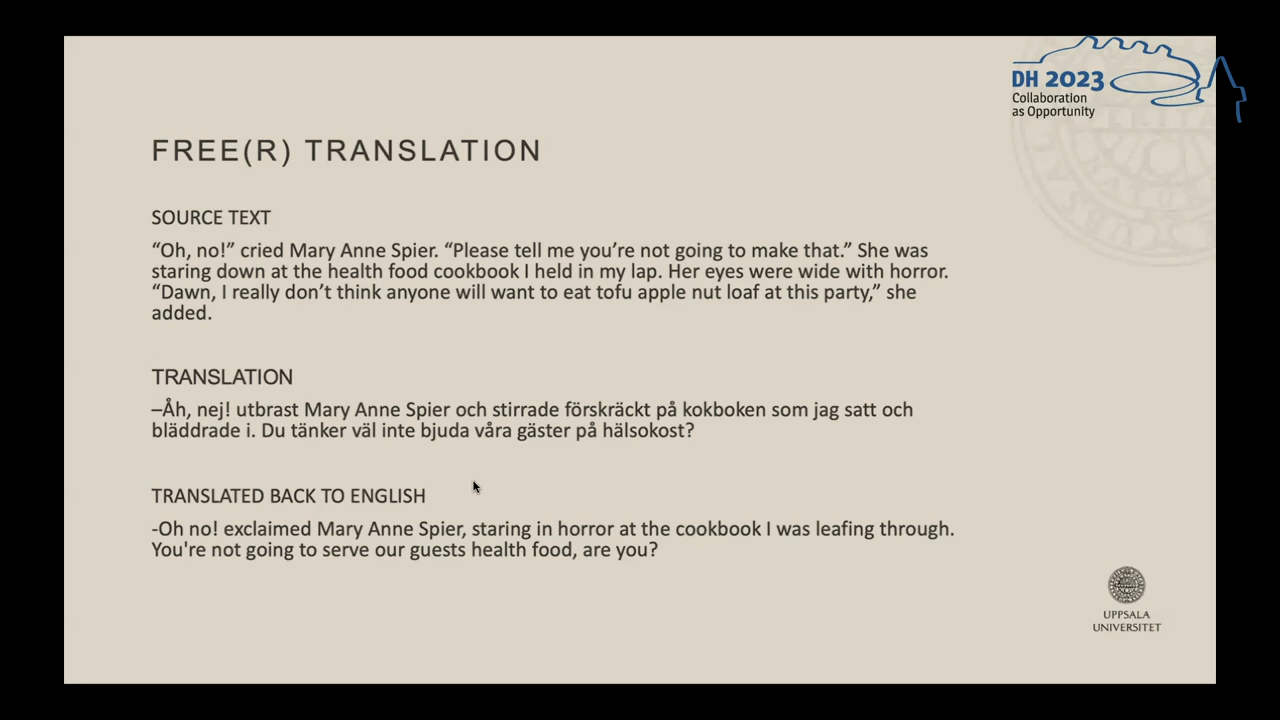 DH 2023
Collaboration
as Opportunity
FREE(R) TRANSLATION
SOURCE TEXT
“Oh, no!” cried Mary Anne Spier. “Please tell me you’re not going to make that.” She was
staring down at the health food cookbook I held in my lap. Her eyes were wide with horror.
“Dawn, I really don’t think anyone will want to eat tofu apple nut loaf at this party,” she
added.
TRANSLATION
–Åh, nej! utbrast Mary Anne Spier och stirrade förskräckt på kokboken som jag satt och
bläddrade i. Du tänker väl inte bjuda våra gäster på hälsokost?
TRANSLATED BACK TO ENGLISH
-Oh no! exclaimed Mary Anne Spier, staring in horror at the cookbook I was leafing through.
You're not going to serve our guests health food, are you?
UPPSALA
UNIVERSITET